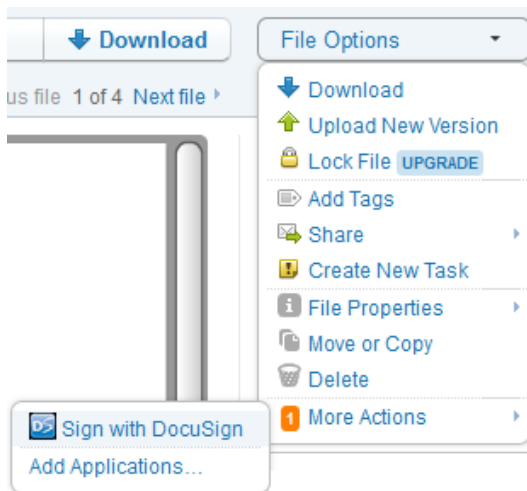 Download
File Options
us file 1 of 4 Next file
Download
Upload New Version
Lock File UPGRADE
Add Tags
Share
Create New Task
File Properties
Move or Copy
Delete
1 More Actions
DS Sign with DocuSign
Add Applications...